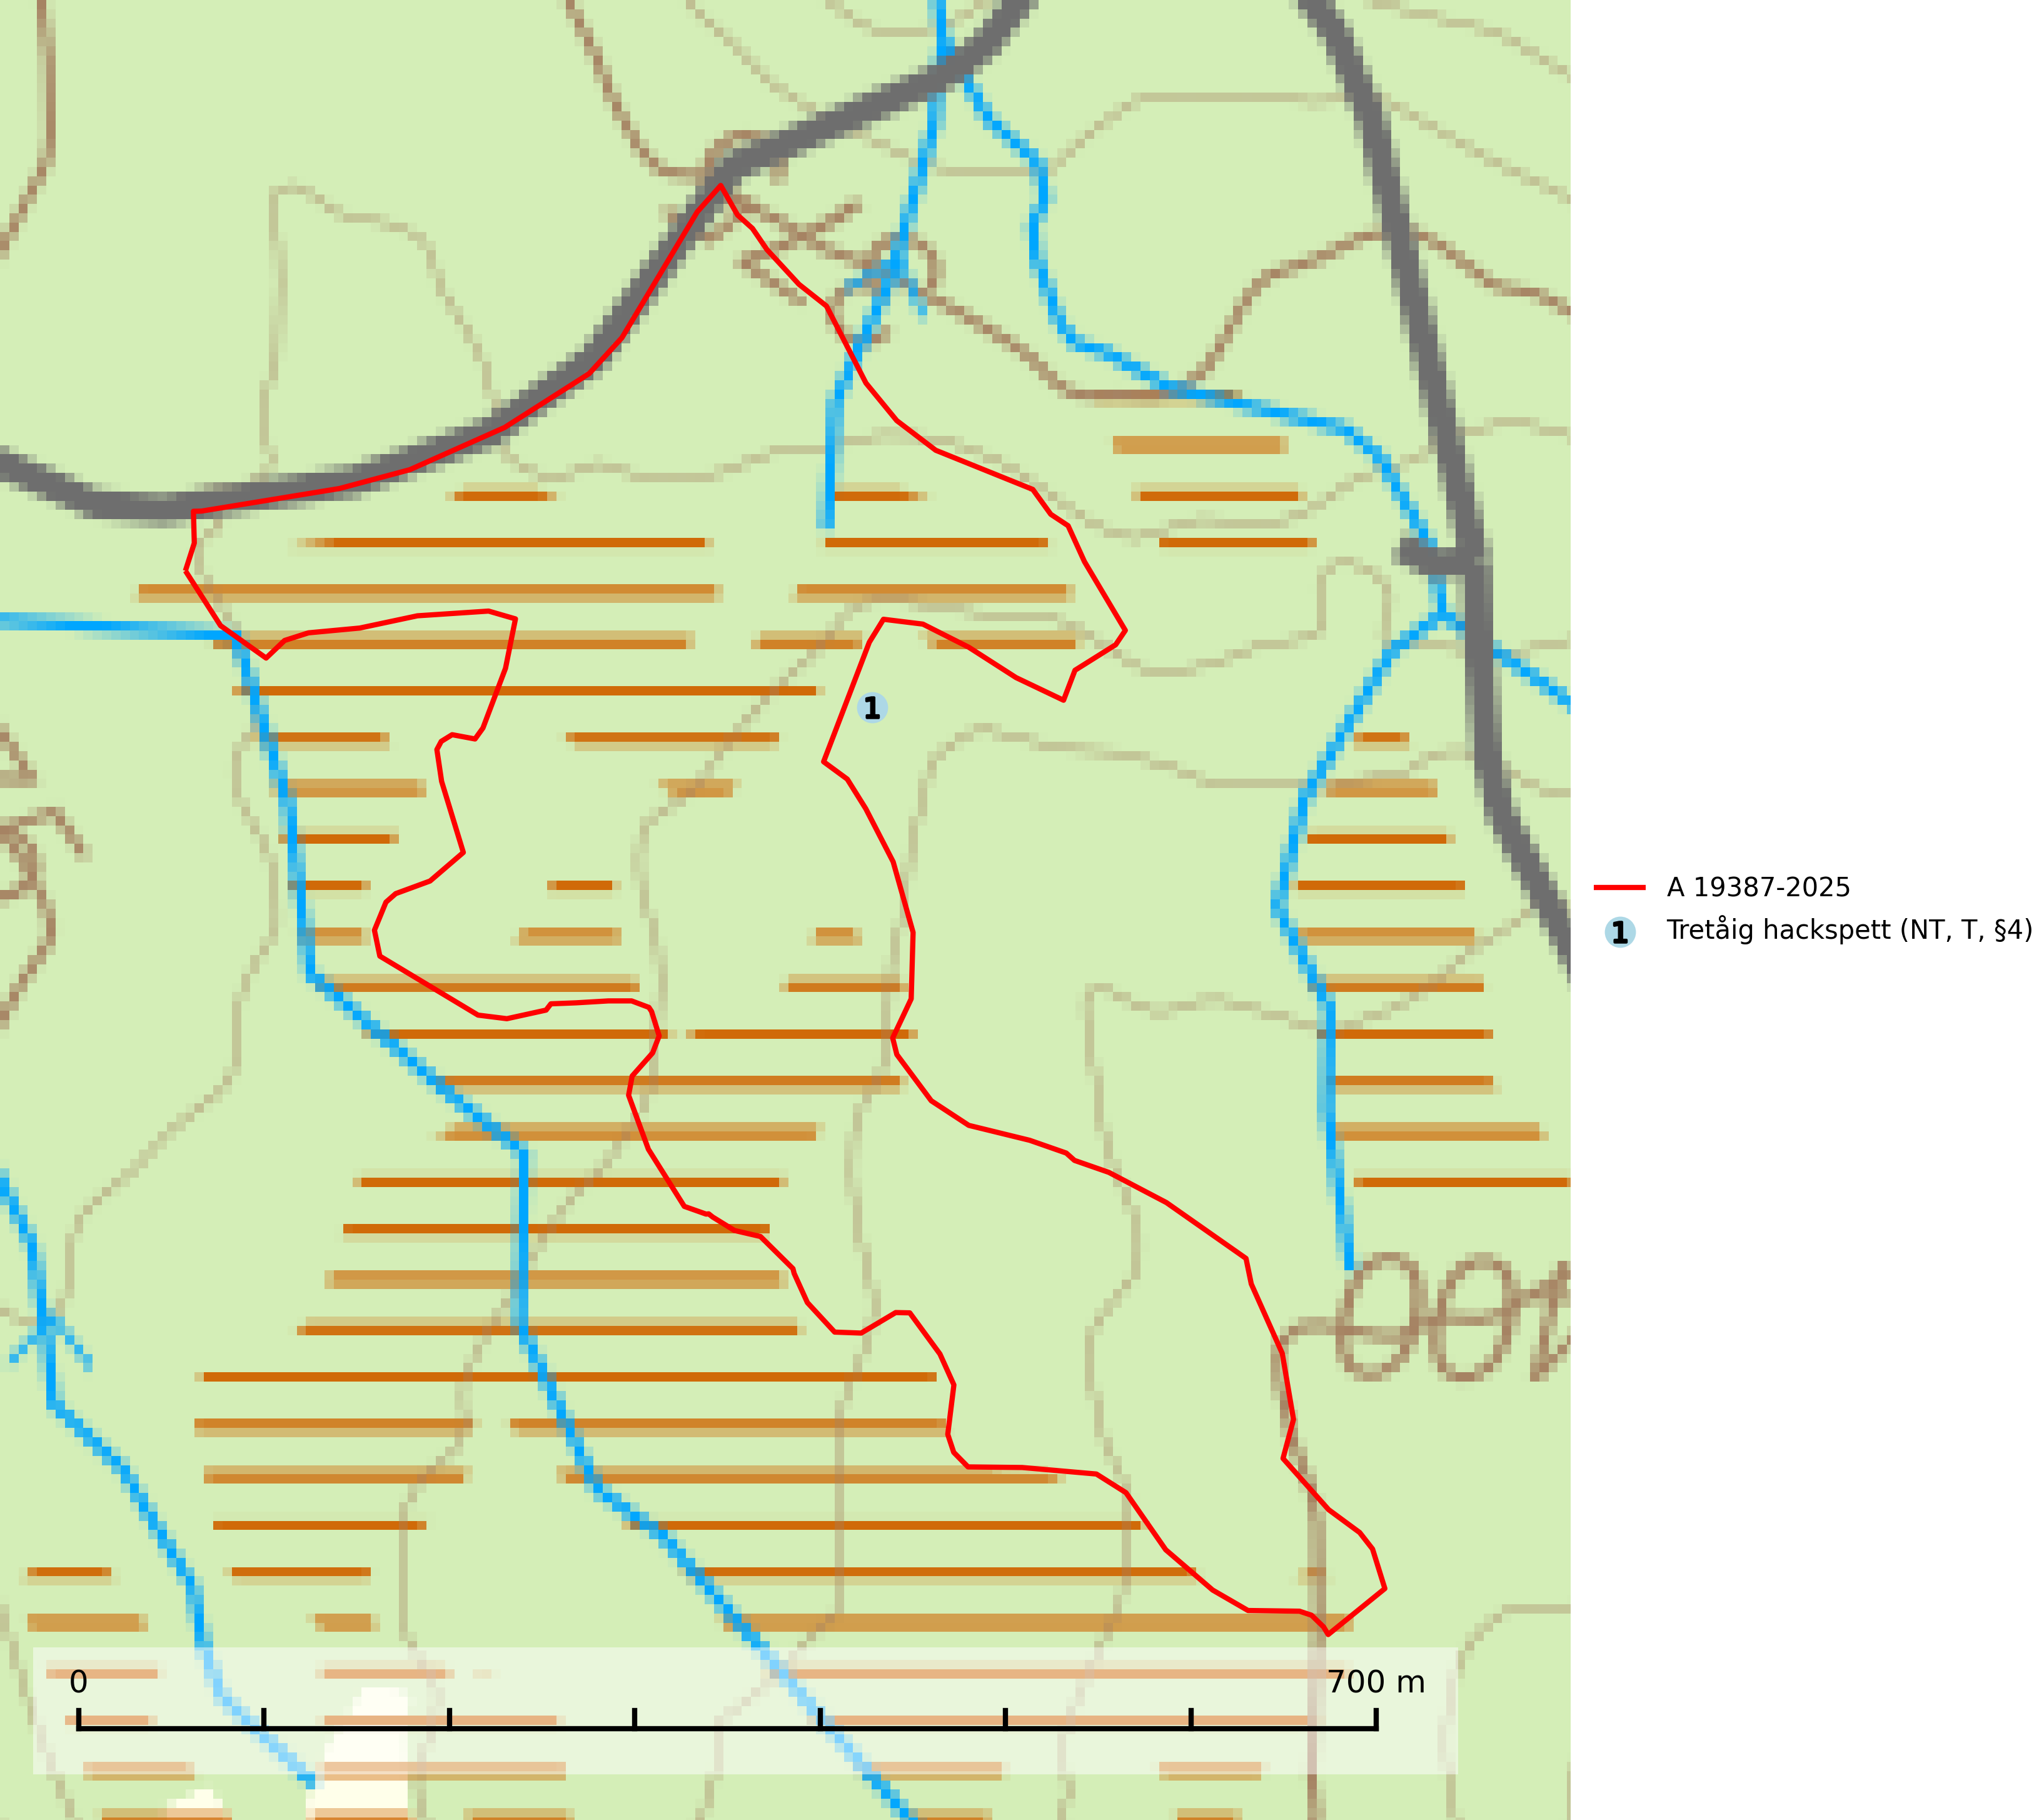 1
A 19387-2025
1 Tretåig hackspett (NT, T, §4)
0 700 m